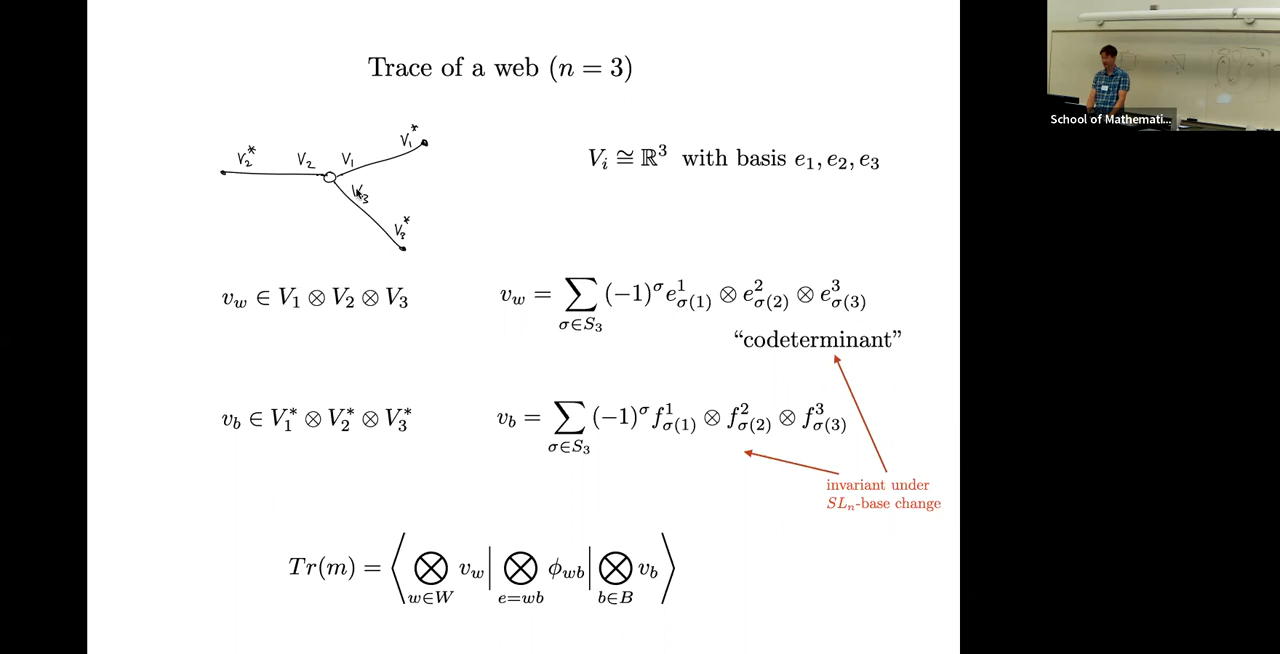 Trace of a web (n = 3)
V₂* V₂ V₁ V₁*
V₃
V₃*
Vᵢ ≅ ℝ³ with basis e₁, e₂, e₃
v_w ∈ V₁ ⊗ V₂ ⊗ V₃
v_w = ∑_{σ∈S₃} (−1)^σ e¹_{σ(1)} ⊗ e²_{σ(2)} ⊗ e³_{σ(3)}
“codeterminant”
v_b ∈ V₁* ⊗ V₂* ⊗ V₃*
v_b = ∑_{σ∈S₃} (−1)^σ f¹_{σ(1)} ⊗ f²_{σ(2)} ⊗ f³_{σ(3)}
invariant under
SLₙ-base change
Tr(m) = ⟨ ⊗_{w∈W} v_w | ⊗_{e=wb} ϕ_{wb} | ⊗_{b∈B} v_b ⟩
School of Mathemati...